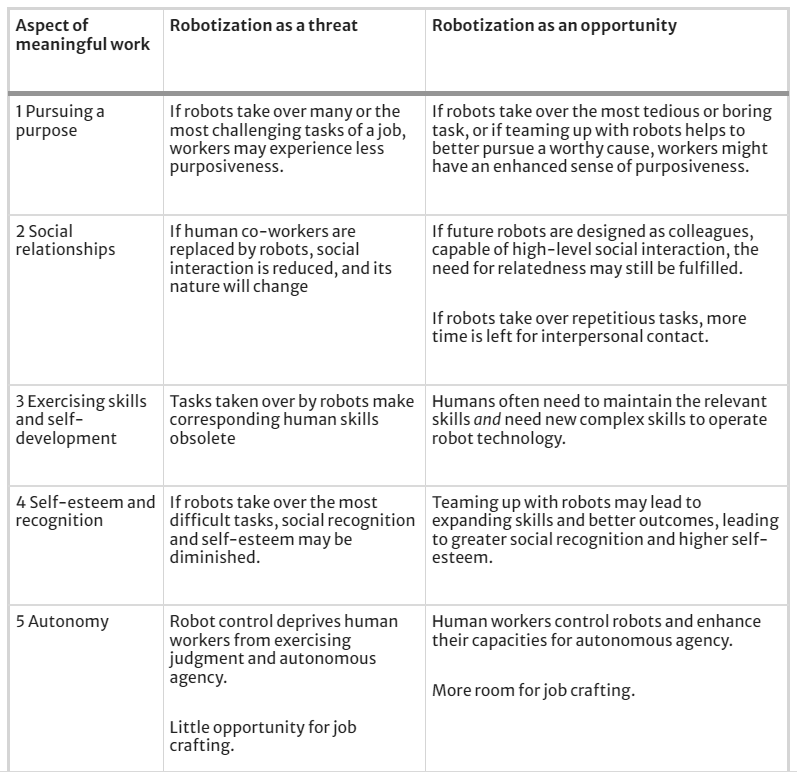 Aspect of
meaningful work
Robotization as a threat
Robotization as an opportunity
1 Pursuing a
purpose
If robots take over many or the
most challenging tasks of a job,
workers may experience less
purposiveness.
If robots take over the most tedious or boring
task, or if teaming up with robots helps to
better pursue a worthy cause, workers might
have an enhanced sense of purposiveness.
2 Social
relationships
If human co-workers are
replaced by robots, social
interaction is reduced, and its
nature will change
If future robots are designed as colleagues,
capable of high-level social interaction, the
need for relatedness may still be fulfilled.
If robots take over repetitious tasks, more
time is left for interpersonal contact.
3 Exercising skills
and self-
development
Tasks taken over by robots make
corresponding human skills
obsolete
Humans often need to maintain the relevant
skills and need new complex skills to operate
robot technology.
4 Self-esteem and
recognition
If robots take over the most
difficult tasks, social recognition
and self-esteem may be
diminished.
Teaming up with robots may lead to
expanding skills and better outcomes, leading
to greater social recognition and higher self-
esteem.
5 Autonomy
Robot control deprives human
workers from exercising
judgment and autonomous
agency.
Little opportunity for job
crafting.
Human workers control robots and enhance
their capacities for autonomous agency.
More room for job crafting.